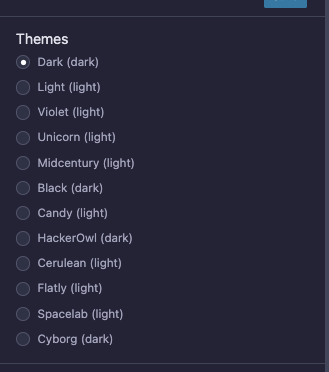 Themes
Dark (dark)
Light (light)
Violet (light)
Unicorn (light)
Midcentury (light)
Black (dark)
Candy (light)
HackerOwl (dark)
Cerulean (light)
Flatly (light)
Spacelab (light)
Cyborg (dark)